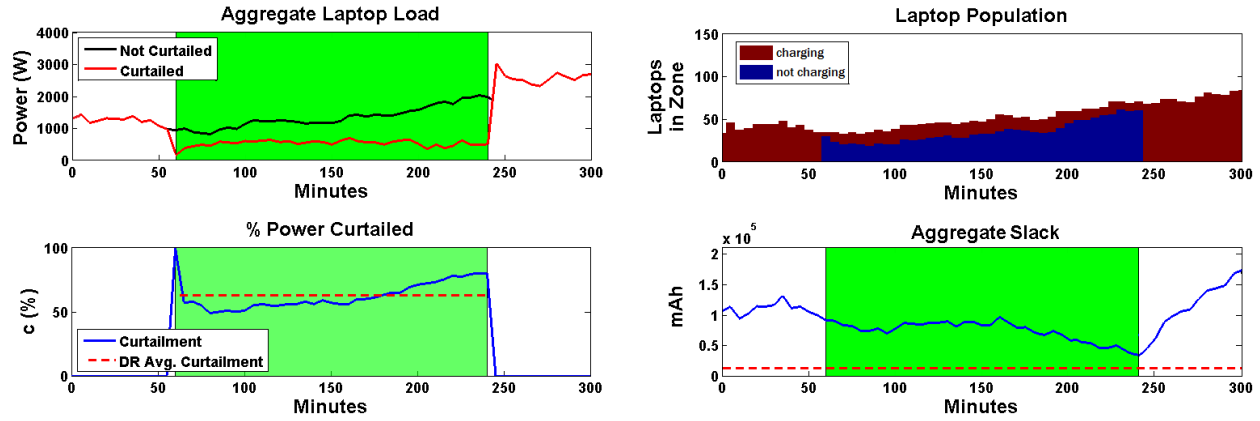 Aggregate Laptop Load
Power (W)
4000
3000
2000
1000
0
Not Curtailed
Curtailed
0 50 100 150 200 250 300
Minutes
Laptop Population
Laptops
in Zone
150
100
50
0
charging
not charging
0 50 100 150 200 250 300
Minutes
% Power Curtailed
c (%)
100
50
0
Curtailment
DR Avg. Curtailment
0 50 100 150 200 250 300
Minutes
Aggregate Slack
x 10^5
mAh
2
1.5
1
0.5
0
0 50 100 150 200 250 300
Minutes